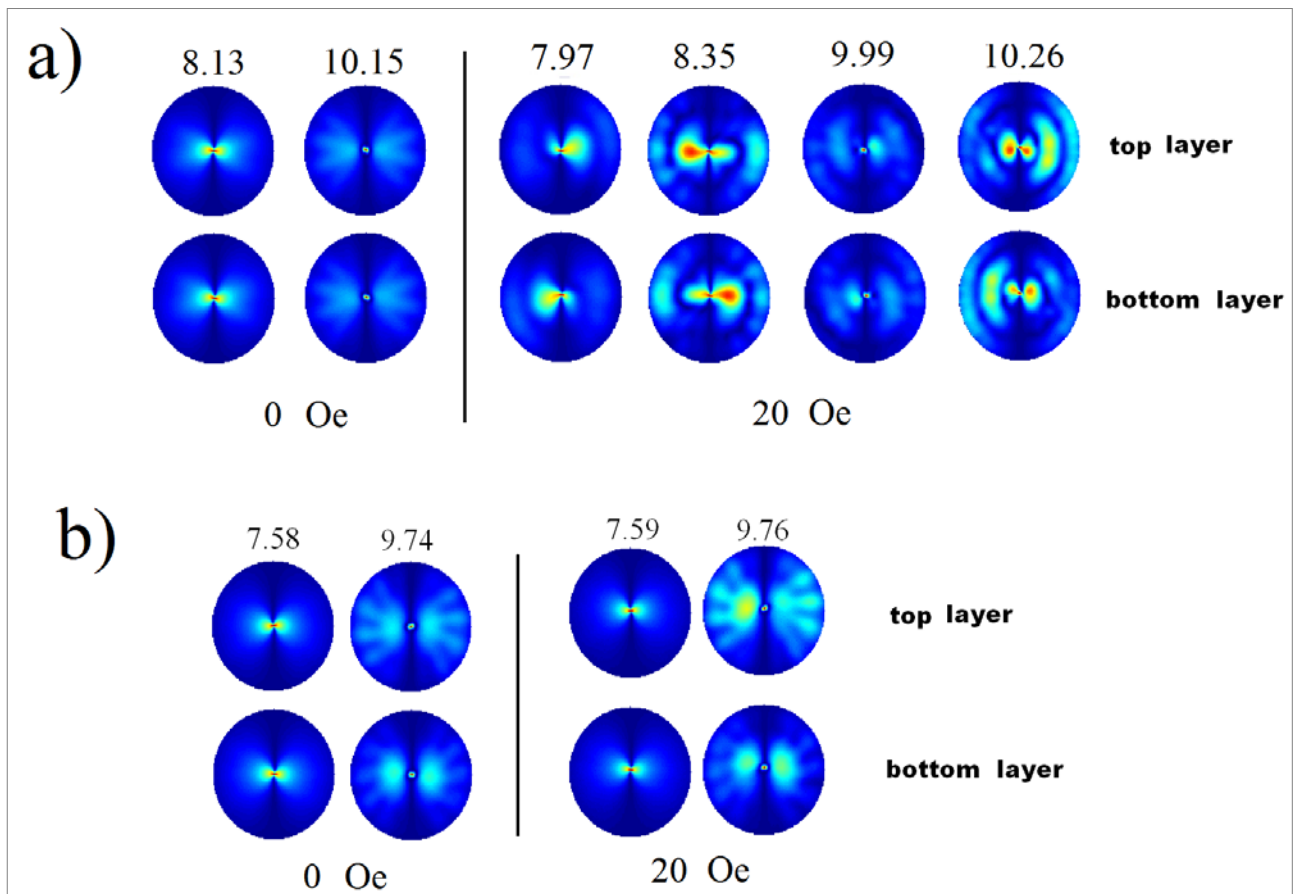 a)
8.13 10.15 7.97 8.35 9.99 10.26
top layer
bottom layer
0 Oe 20 Oe
b)
7.58 9.74 7.59 9.76
top layer
bottom layer
0 Oe 20 Oe